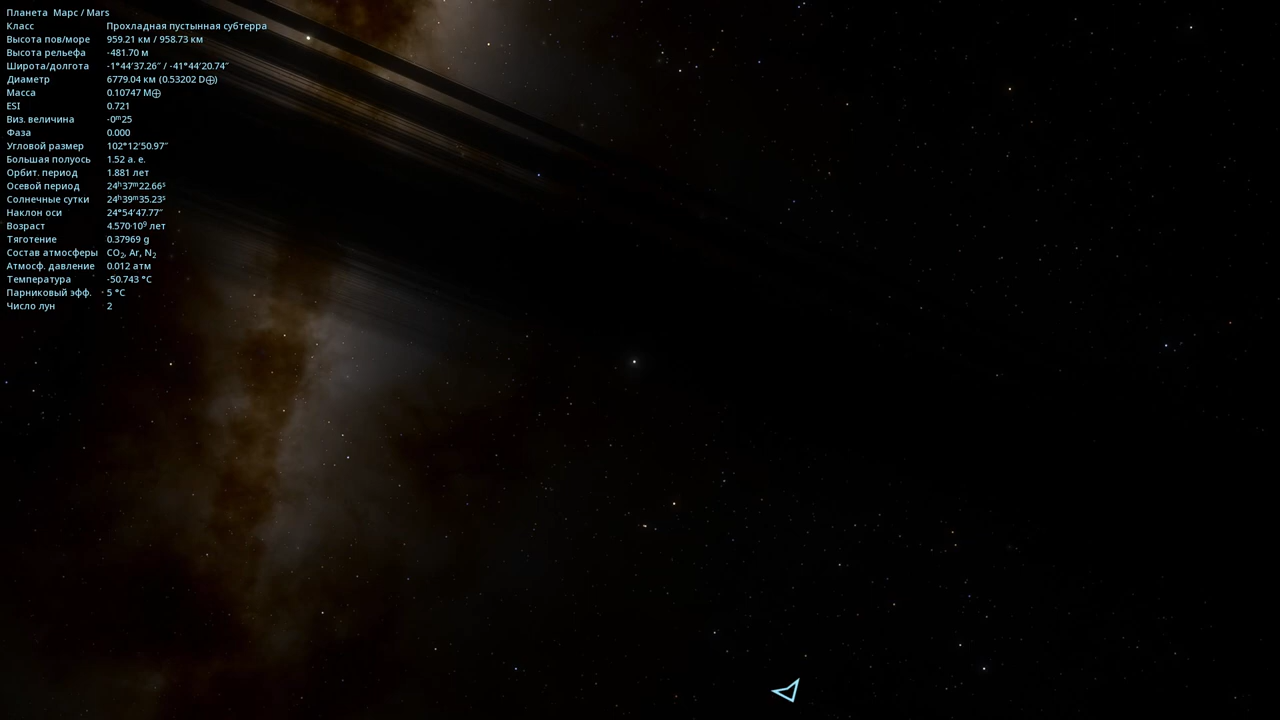 Планета Марс / Mars
Класс Прохладная пустынная субтерра
Высота пов/море 959.21 км / 958.73 км
Высота рельефа -481.70 м
Широта/долгота -1°44′37.26″ / -41°44′20.74″
Диаметр 6779.04 км (0.53202 D⊕)
Масса 0.10747 M⊕
ESI 0.721
Виз. величина -0ᵐ25
Фаза 0.000
Угловой размер 102°12′50.97″
Большая полуось 1.52 а. е.
Орбит. период 1.881 лет
Осевой период 24ʰ37ᵐ22.66ˢ
Солнечные сутки 24ʰ39ᵐ35.23ˢ
Наклон оси 24°54′47.77″
Возраст 4.570·10⁹ лет
Тяготение 0.37969 g
Состав атмосферы CO₂, Ar, N₂
Атмосф. давление 0.012 атм
Температура -50.743 °C
Парниковый эфф. 5 °C
Число лун 2